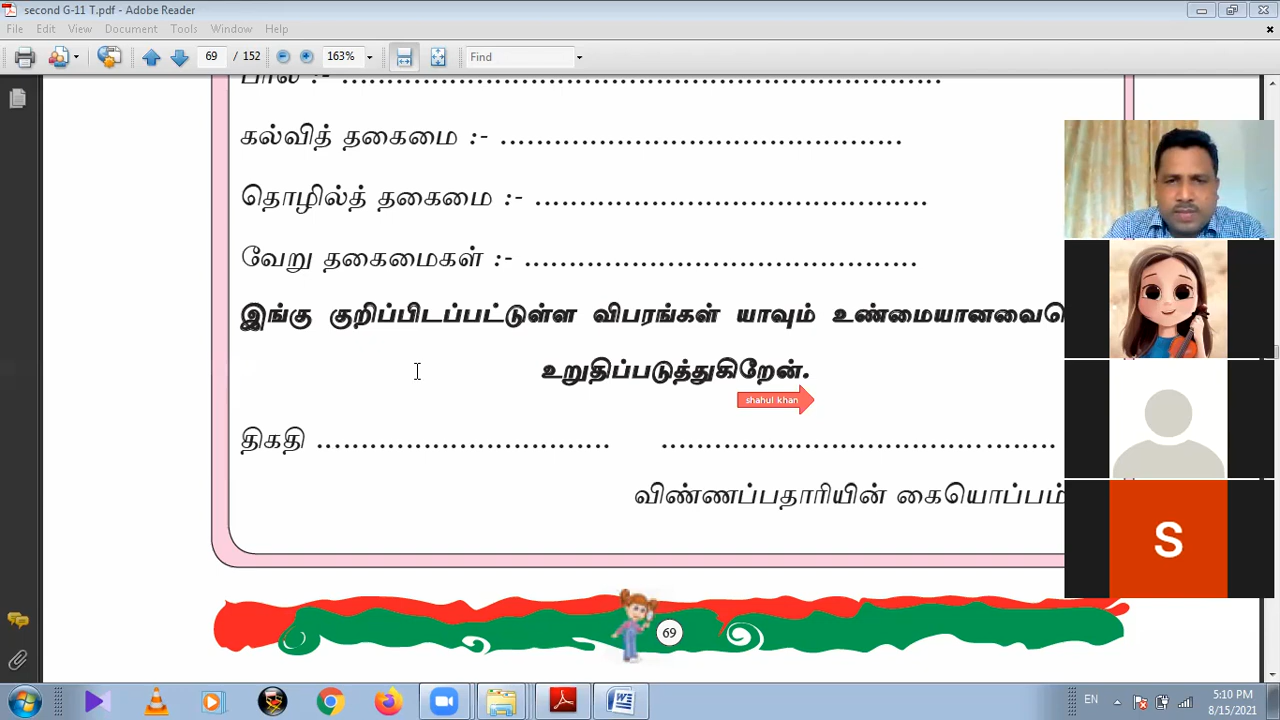 second G-11 T.pdf - Adobe Reader
File Edit View Document Tools Window Help
69 / 152 163% Find
பால் :- ....................................................................
கல்வித் தகைமை :- .............................................
தொழில்த் தகைமை :- ............................................
வேறு தகைமைகள் :- ............................................
இங்கு குறிப்பிடப்பட்டுள்ள விபரங்கள் யாவும்
உறுதிப்படுத்துகிறேன்.
shahul khan
திகதி ................................. ............................................
விண்ணப்பதாரியின் கையொப்பம்
S
69
EN 5:10 PM
8/15/2021